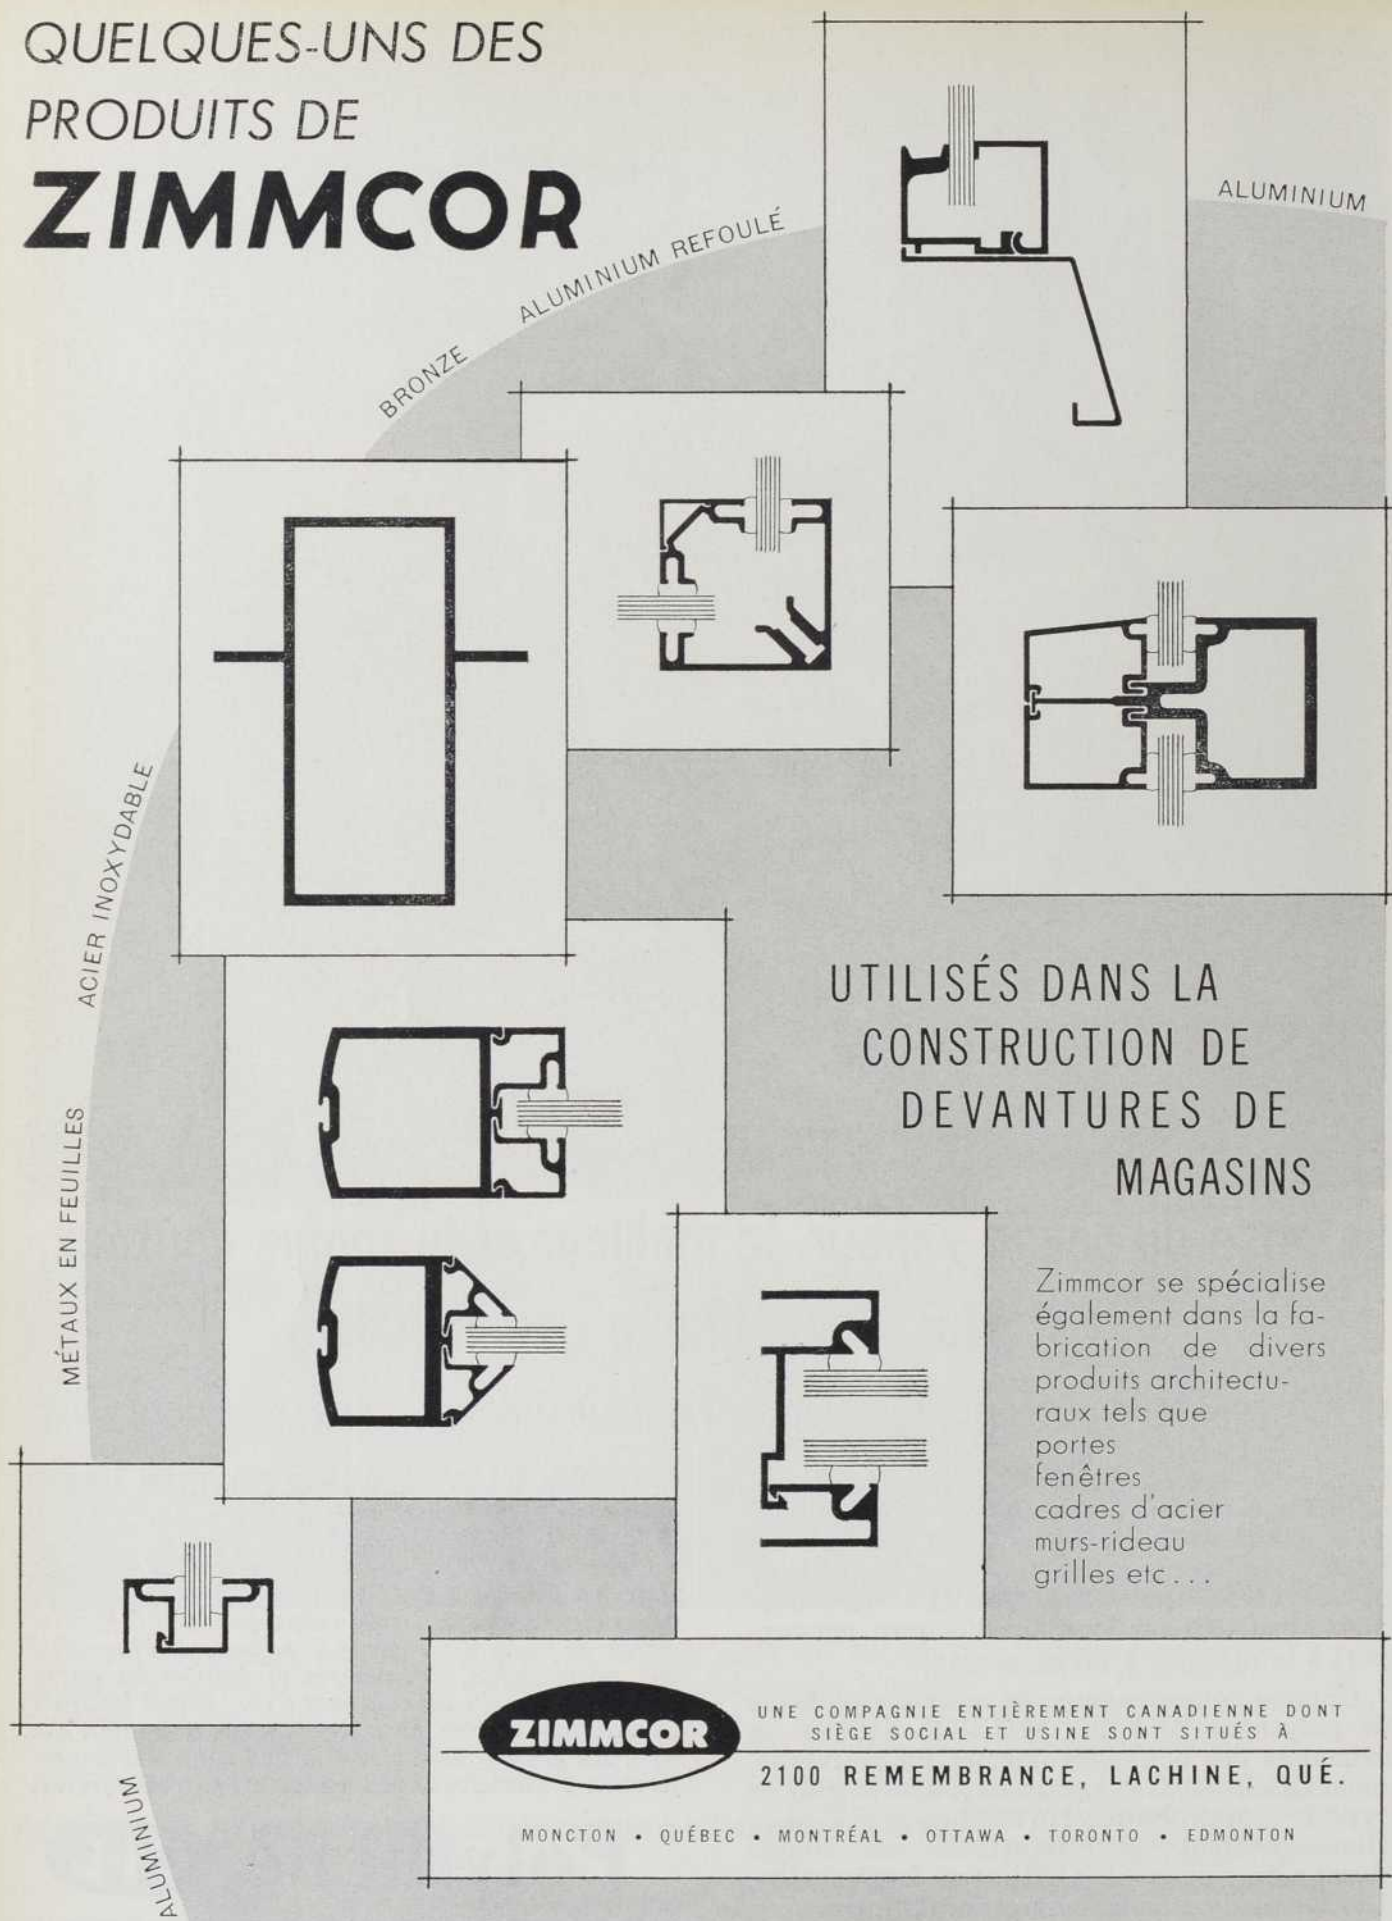 QUELQUES-UNS DES
PRODUITS DE
ZIMMCOR
ALUMINIUM
ALUMINIUM REFOULÉ
BRONZE
ACIER INOXYDABLE
MÉTAUX EN FEUILLES
ALUMINIUM
UTILISÉS DANS LA
CONSTRUCTION DE
DEVANTURES DE
MAGASINS
Zimmcor se spécialise
également dans la fa-
brication de divers
produits architectu-
raux tels que
portes
fenêtres
cadres d'acier
murs-rideau
grilles etc...
ZIMMCOR
UNE COMPAGNIE ENTIÈREMENT CANADIENNE DONT
SIÈGE SOCIAL ET USINE SONT SITUÉS À
2100 REMEMBRANCE, LACHINE, QUÉ.
MONCTON • QUÉBEC • MONTRÉAL • OTTAWA • TORONTO • EDMONTON